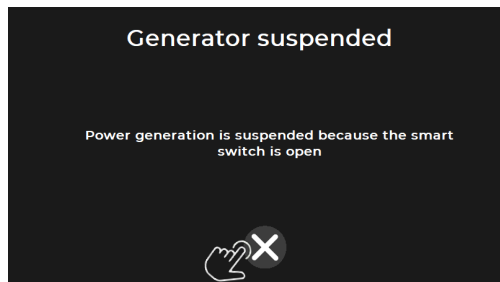 Generator suspended
Power generation is suspended because the smart
switch is open